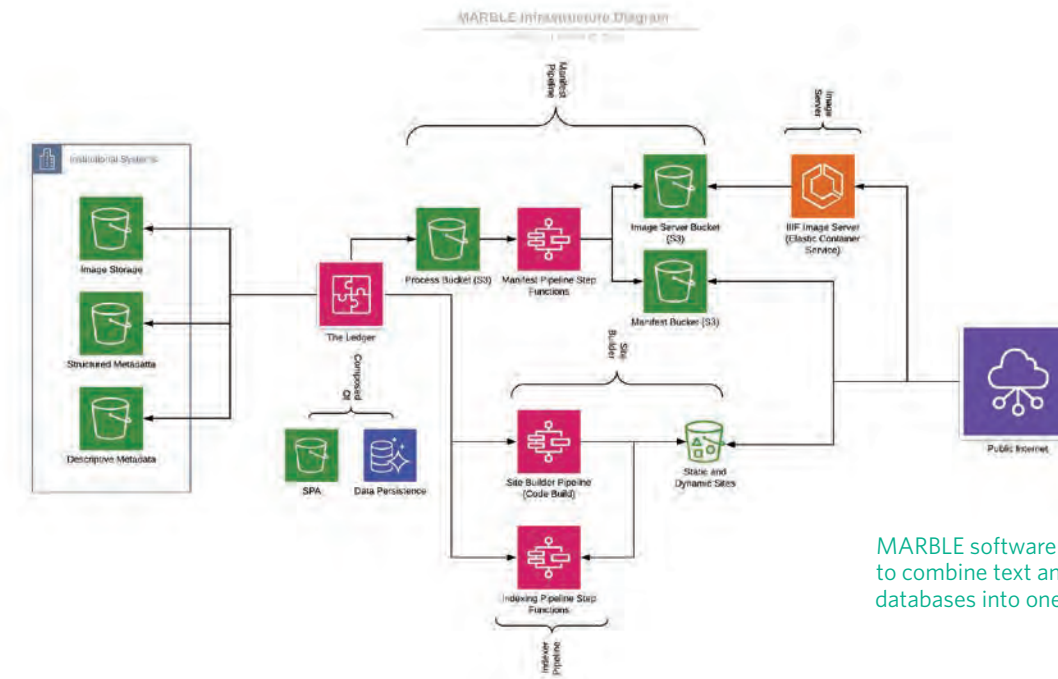 MARBLE Infrastructure Diagram
Manifest
Pipeline
Image
Server
Institutional Systems
Image Storage
Structured Metadatta
Descriptive Metadata
The Ledger
Composed
Of
SPA
Data Persistence
Process Bucket (S3)
Manifest Pipeline Step
Functions
Image Server Bucket
(S3)
Manifest Bucket (S3)
IIIF Image Server
(Elastic Container
Service)
Site
Builder
Site Builder Pipeline
(Code Build)
Static and
Dynamic Sites
Indexing Pipeline Step
Functions
Indexer
Pipeline
Public Internet
MARBLE software
to combine text an
databases into one